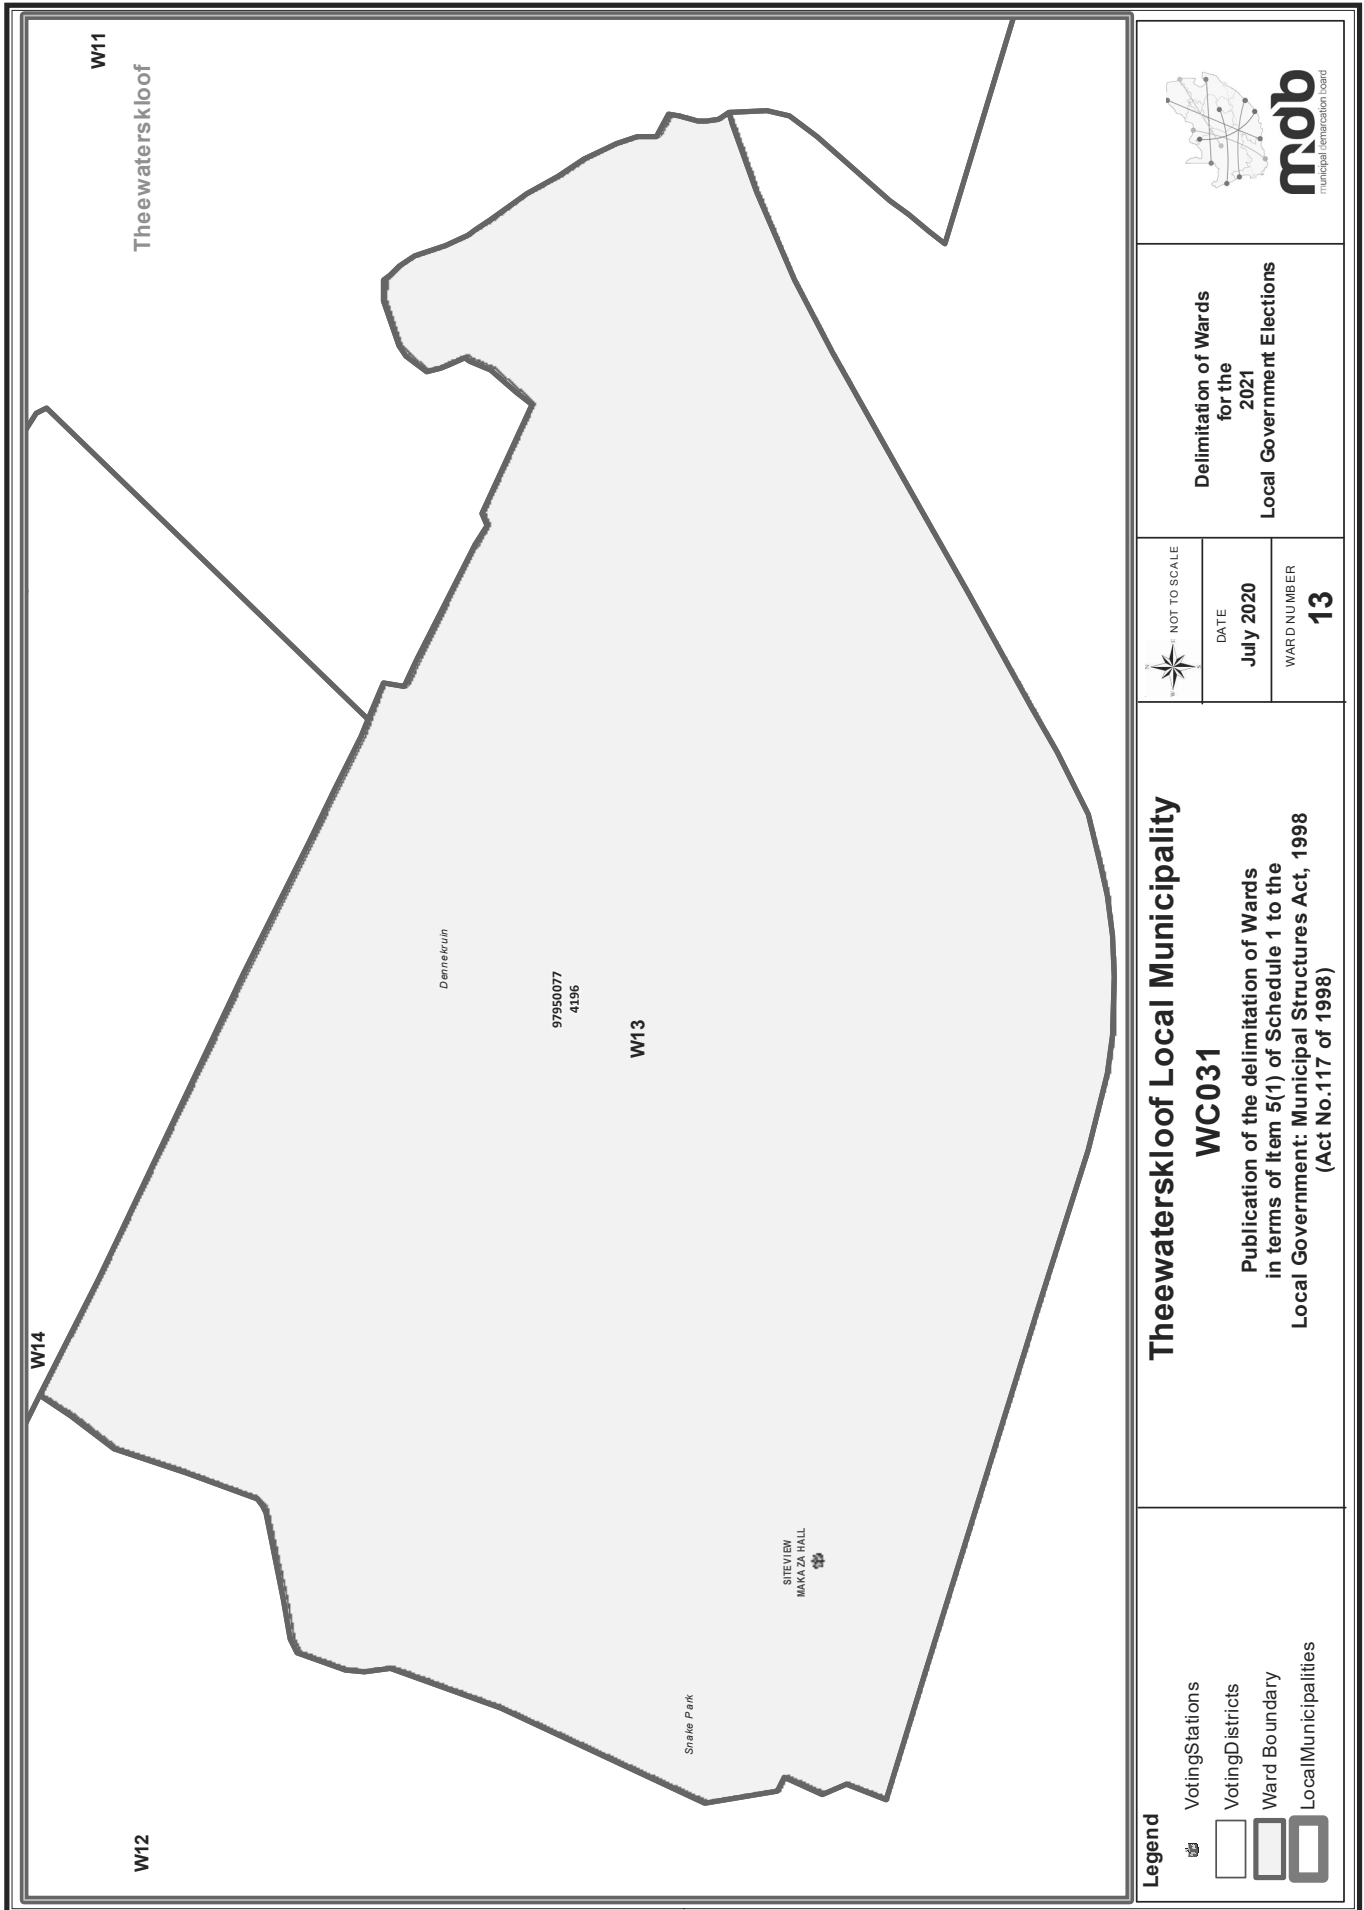 W11
Theewaterskloof
W14
W12
Dennekruin
97950077
4196
W13
SITEVIEW
MAKAZA HALL
Snake Park
Legend
VotingStations
VotingDistricts
Ward Boundary
LocalMunicipalities
Theewaterskloof Local Municipality
WC031
Publication of the delimitation of Wards
in terms of Item 5(1) of Schedule 1 to the
Local Government: Municipal Structures Act, 1998
(Act No.117 of 1998)
N
W
E
S
NOT TO SCALE
DATE
July 2020
WARD NUMBER
13
Delimitation of Wards
for the
2021
Local Government Elections
mdb
municipal demarcation board